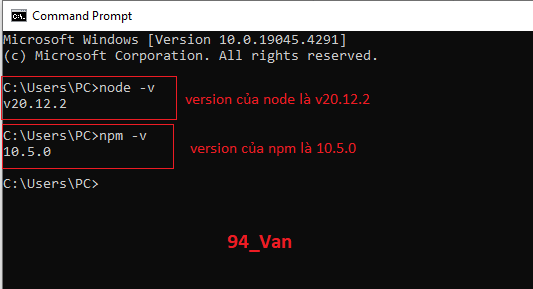 Command Prompt
Microsoft Windows [Version 10.0.19045.4291]
(c) Microsoft Corporation. All rights reserved.
C:\Users\PC>node -v
v20.12.2
version của node là v20.12.2
C:\Users\PC>npm -v
10.5.0
version của npm là 10.5.0
C:\Users\PC>
94_Van